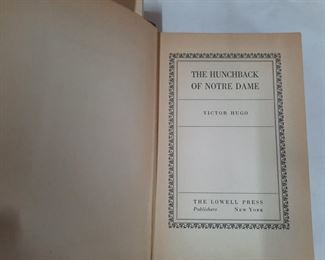 THE HUNCHBACK
OF NOTRE DAME
VICTOR HUGO
THE LOWELL PRESS
Publishers New York